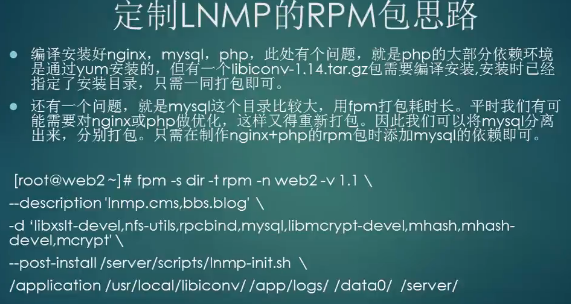 定制LNMP的RPM包思路
编译安装好nginx，mysql，php，此处有个问题，就是php的大部分依赖环境
是通过yum安装的，但有一个libiconv-1.14.tar.gz包需要编译安装,安装时已经
指定了安装目录，只需一同打包即可。
还有一个问题，就是mysql这个目录比较大，用fpm打包耗时长。平时我们有可
能需要对nginx或php做优化，这样又得重新打包。因此我们可以将mysql分离
出来，分别打包。只需在制作nginx+php的rpm包时添加mysql的依赖即可。
[root@web2 ~]# fpm -s dir -t rpm -n web2 -v 1.1 \
--description 'lnmp.cms,bbs.blog' \
-d 'libxslt-devel,nfs-utils,rpcbind,mysql,libmcrypt-devel,mhash,mhash-
devel,mcrypt' \
--post-install /server/scripts/lnmp-init.sh \
/application /usr/local/libiconv/ /app/logs/ /data0/ /server/